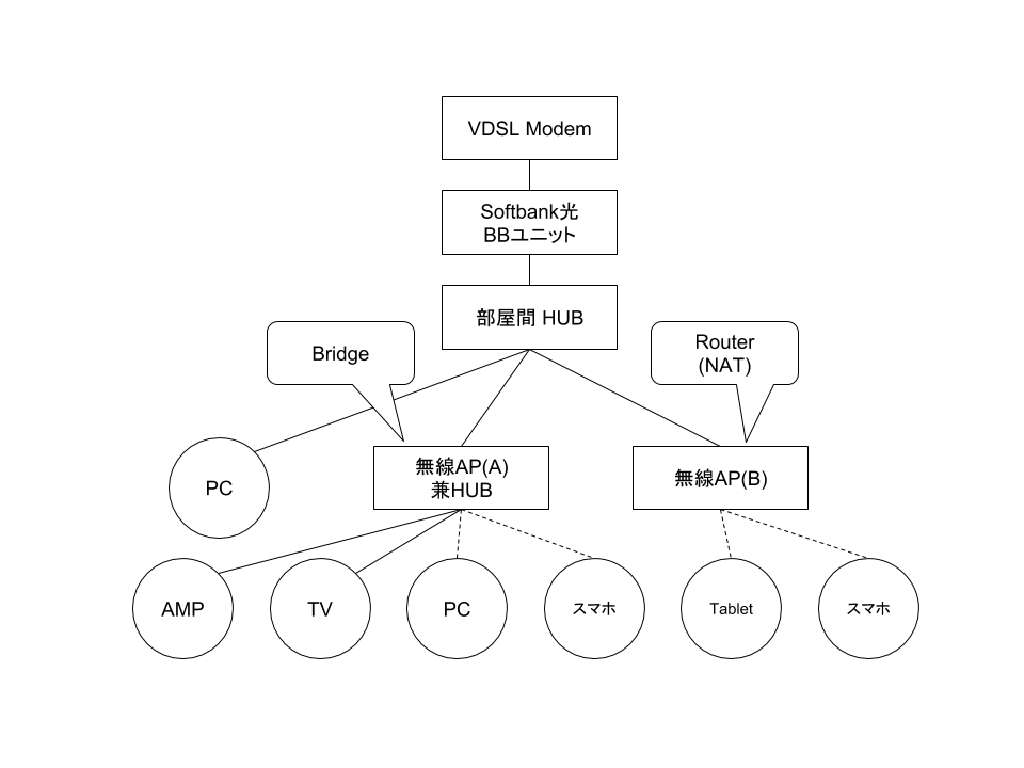 VDSL Modem
Softbank光
BBユニット
部屋間 HUB
Bridge
Router
(NAT)
PC
無線AP(A)
兼HUB
無線AP(B)
AMP
TV
PC
スマホ
Tablet
スマホ